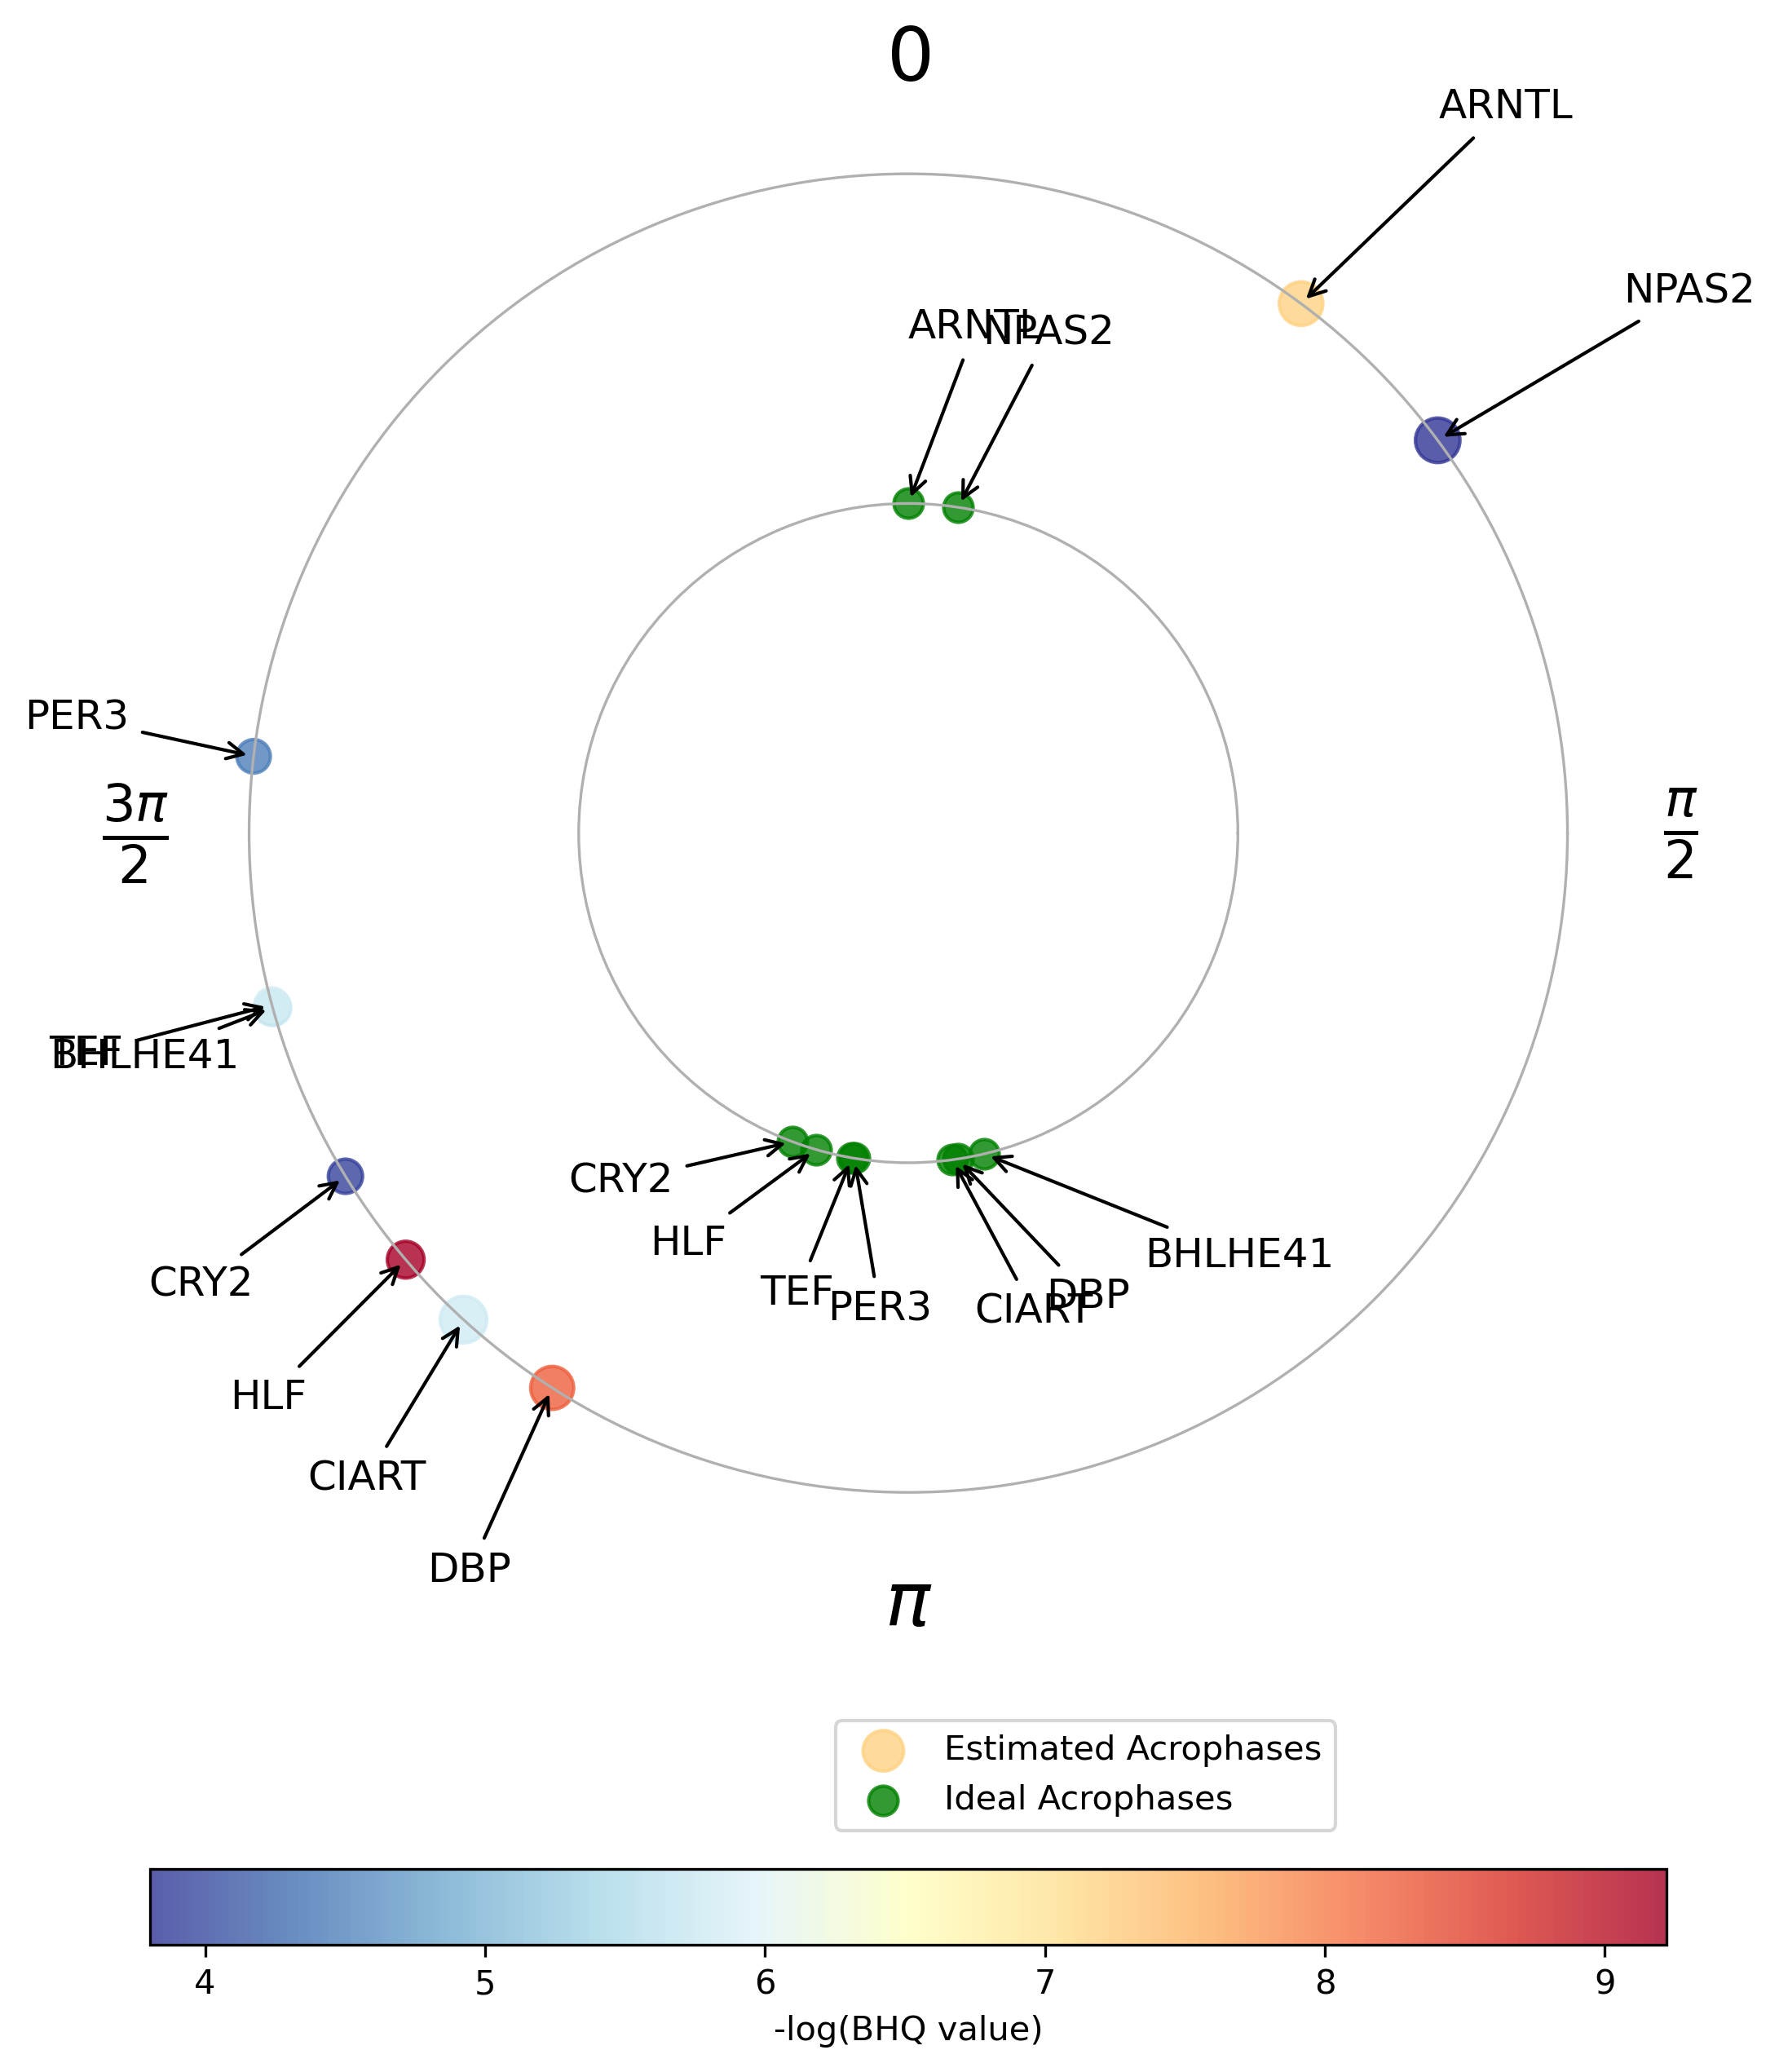 0
ARNTL
NPAS2
ARNTL
NPAS2
PER3
3π
2
π
2
TEF
BHLHE41
CRY2
HLF
TEF
PER3
CIART
DBP
BHLHE41
CRY2
HLF
CIART
DBP
π
Estimated Acrophases
Ideal Acrophases
4 5 6 7 8 9
-log(BHQ value)